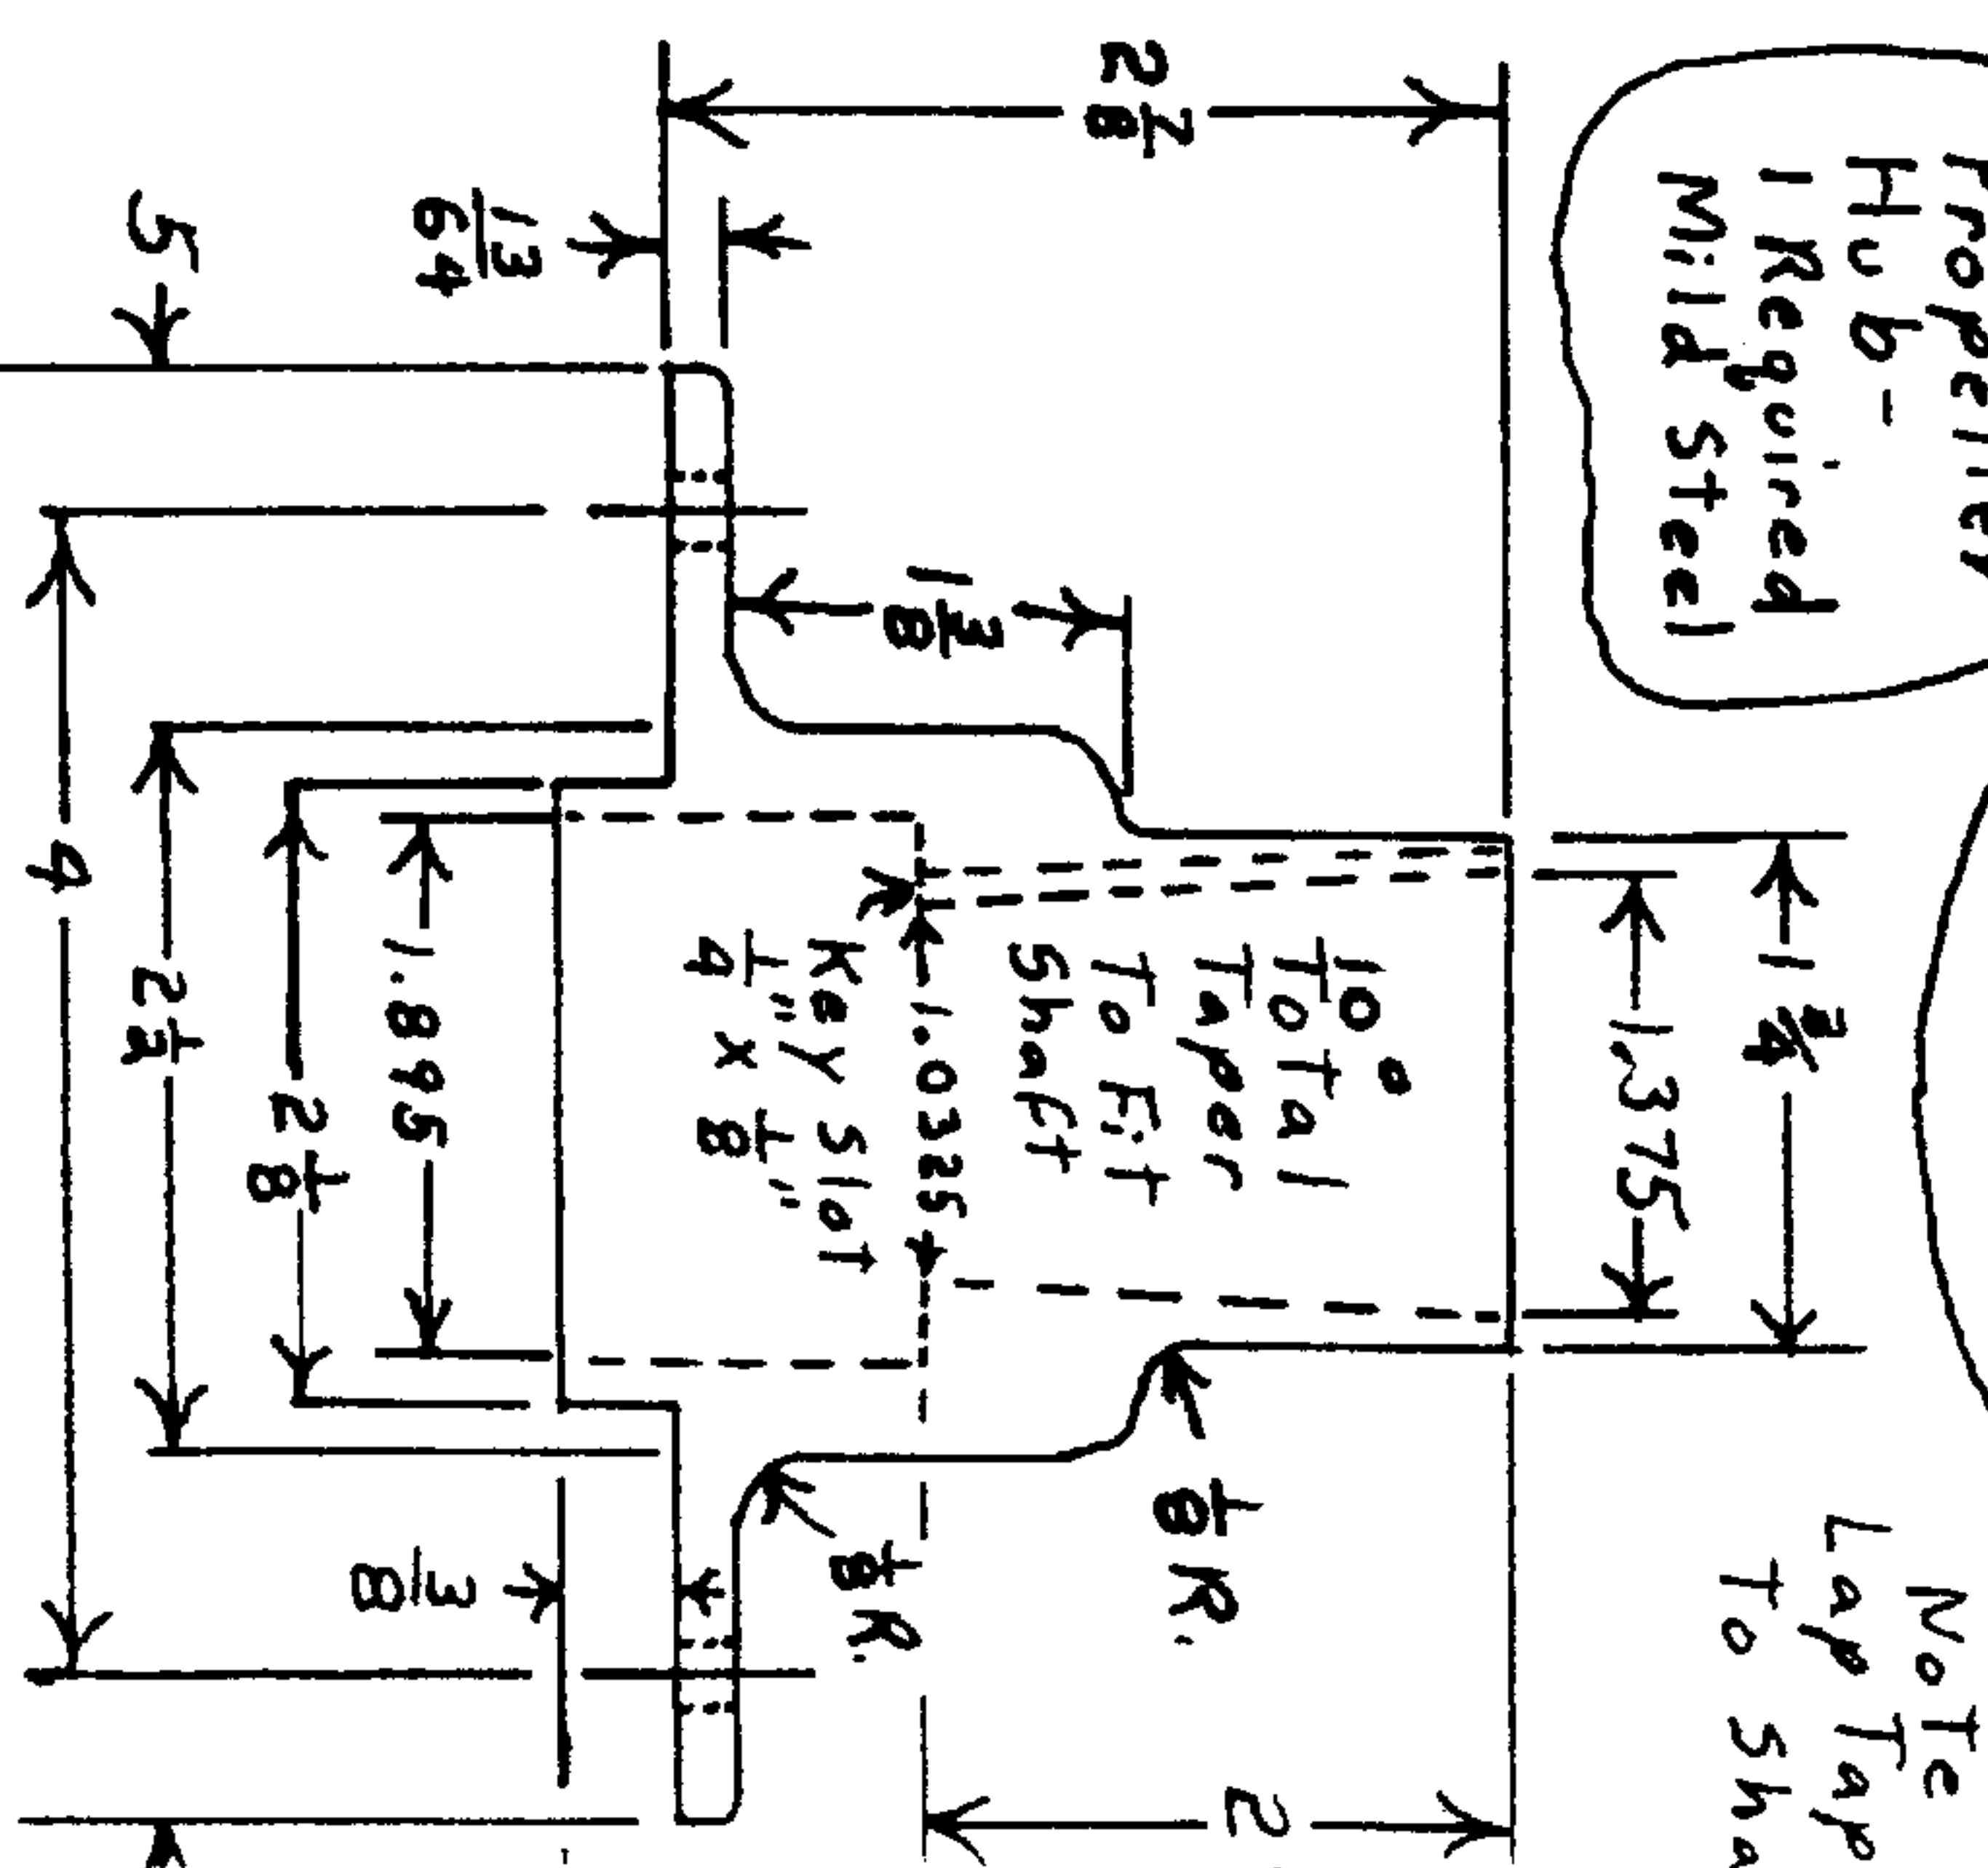 Propeller
Hub-
1 Required
Mild Steel
2 7/8
13/64
5
1 3/8
1 3/4
1.375
10°
Total
Taper
To Fit
Shaft
1.0325
Key Slot
1/4" x 1/8"
1.895
2 1/8
2 1/2
4
1/8 R.
1/8 R.
3/8
2
Note
Lap Tap
To Sha